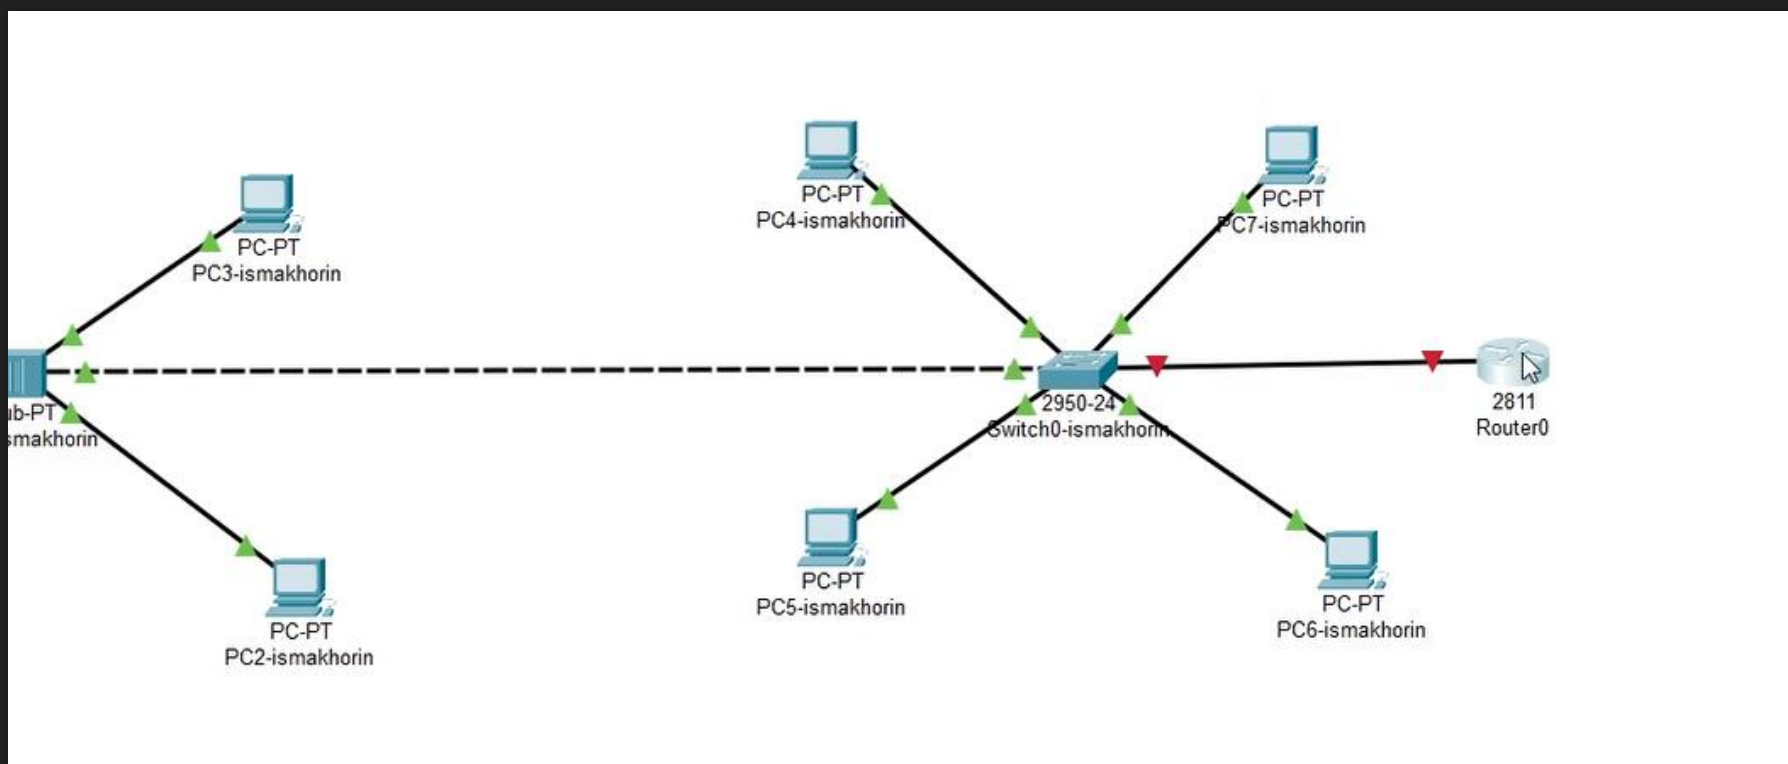 PC-PT
PC3-ismakhorin
PC-PT
PC4-ismakhorin
PC-PT
PC7-ismakhorin
ub-PT
smakhorin
2950-24
Switch0-ismakhorin
2811
Router0
PC-PT
PC2-ismakhorin
PC-PT
PC5-ismakhorin
PC-PT
PC6-ismakhorin